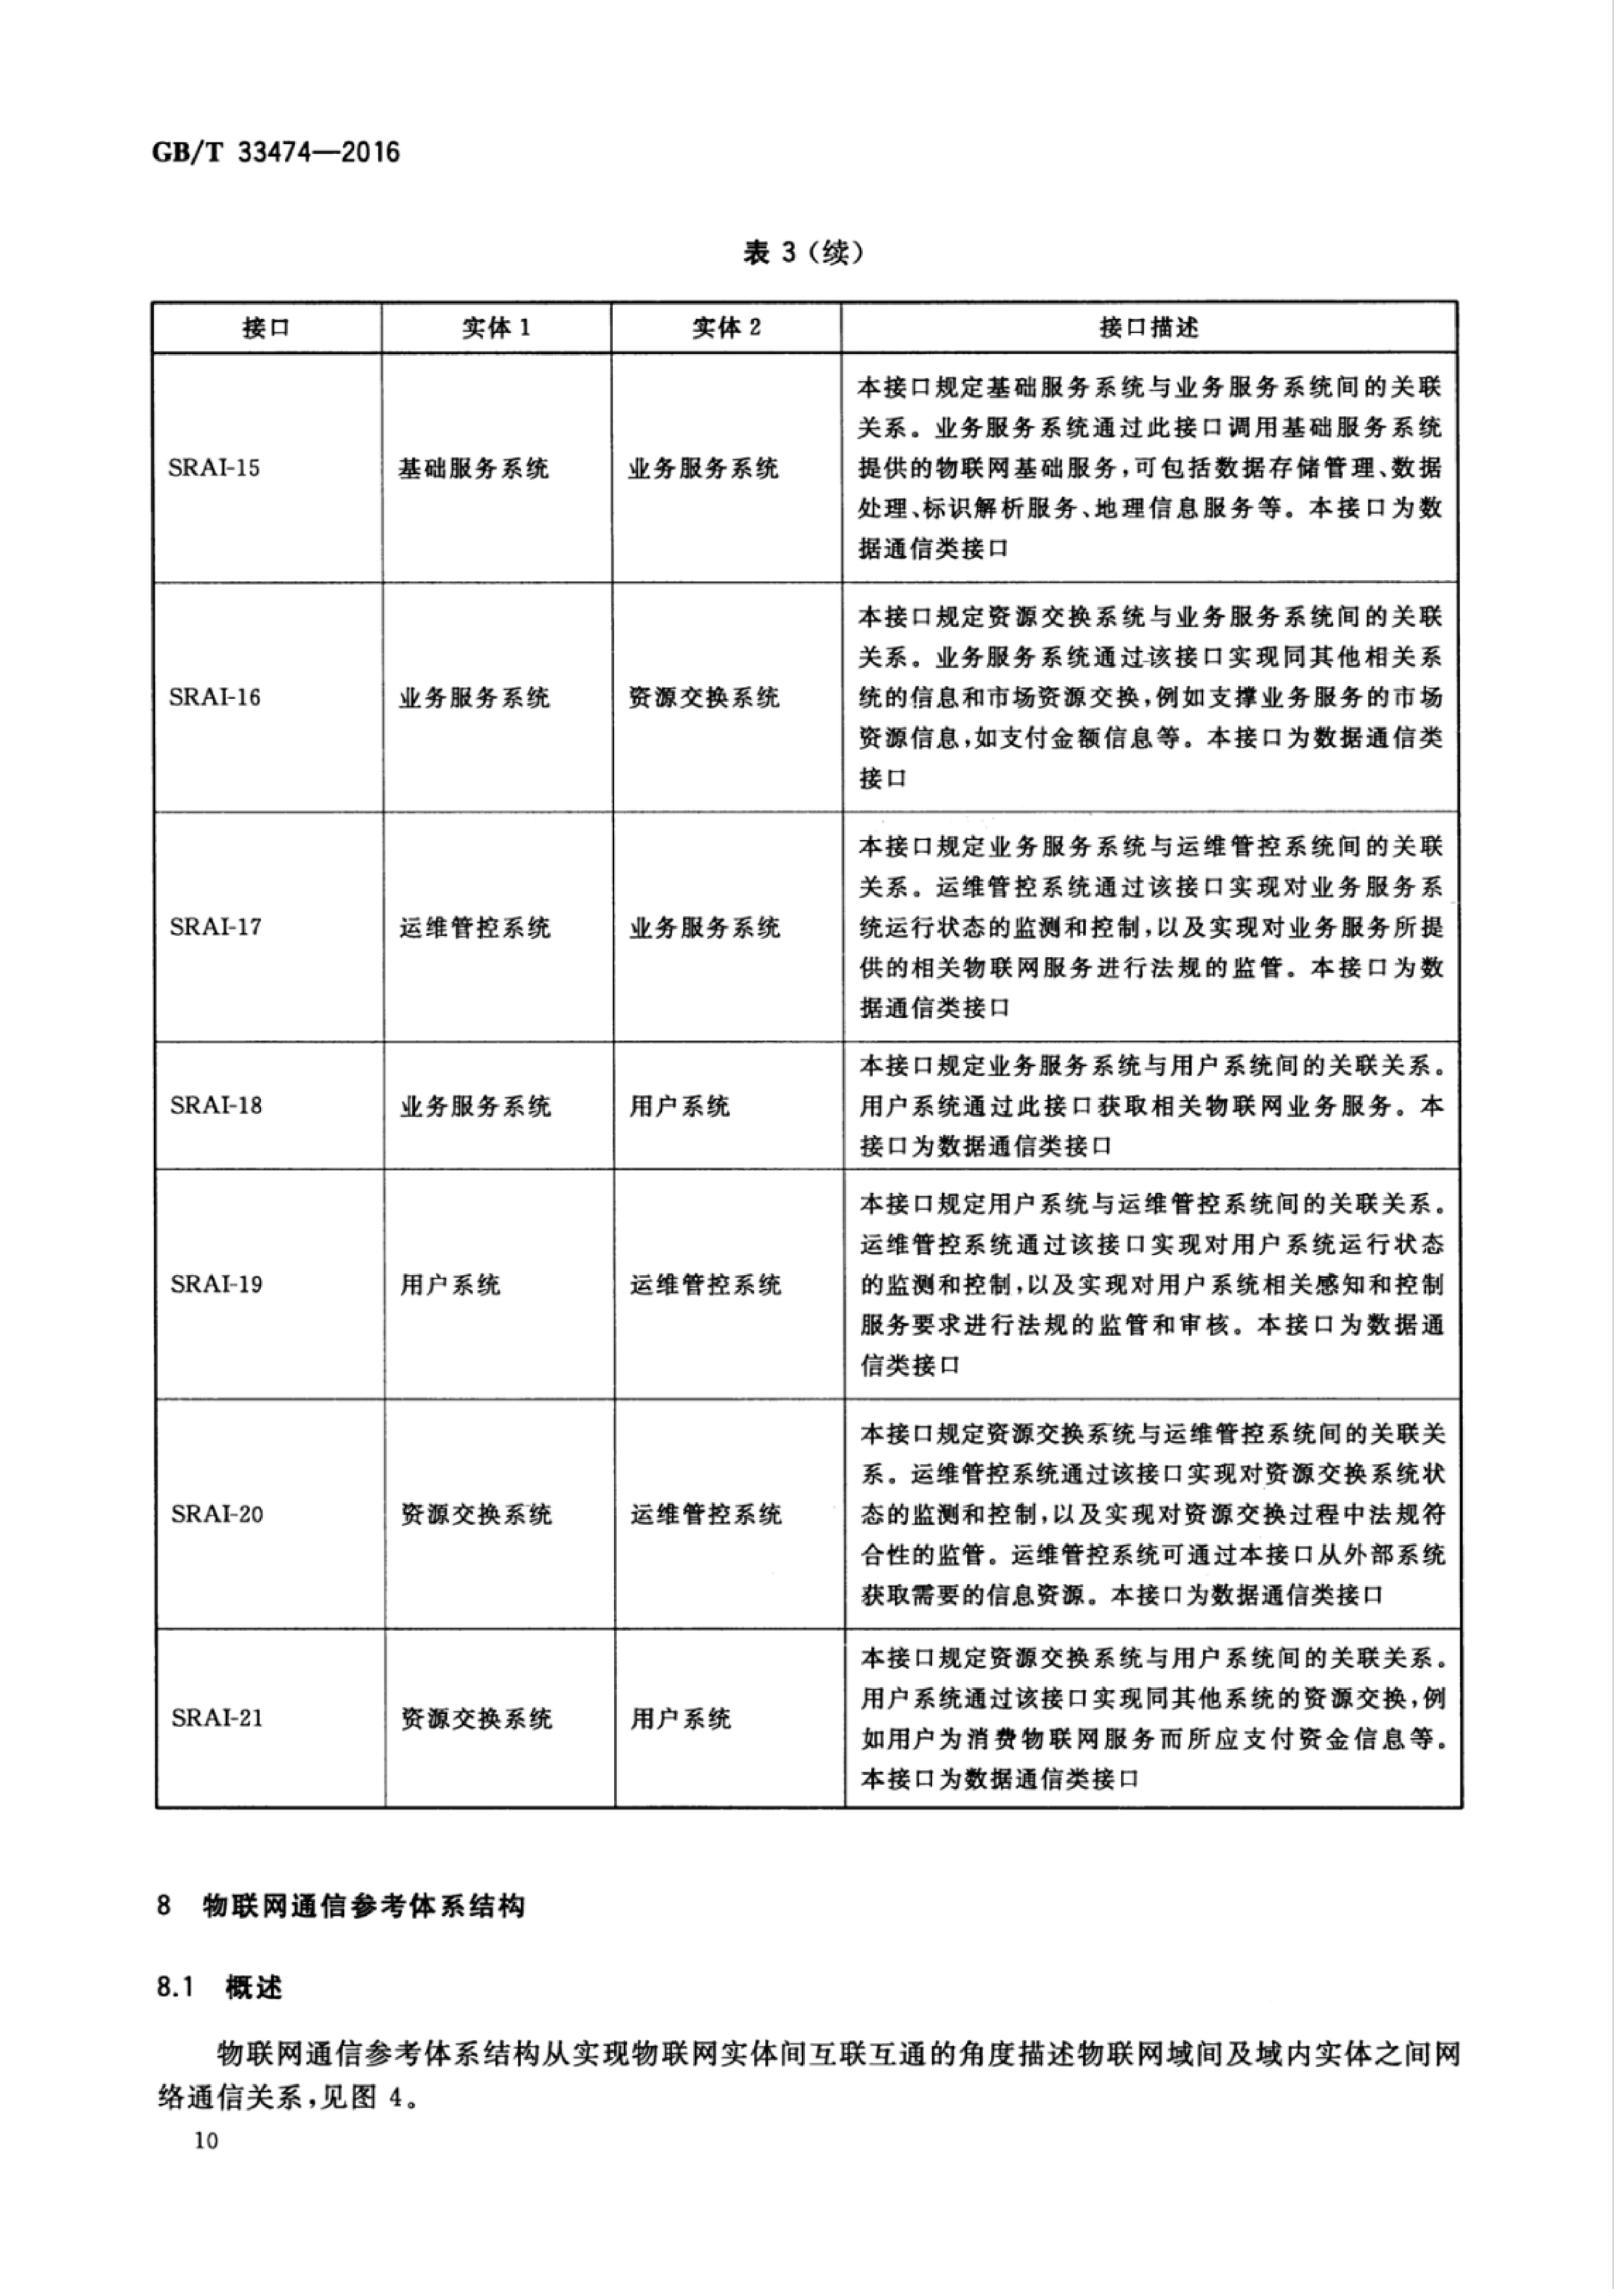 GB/T 33474—2016
表 3（续）
接口 实体 1 实体 2 接口描述
本接口规定基础服务系统与业务服务系统间的关联
关系。业务服务系统通过此接口调用基础服务系统
SRAI-15 基础服务系统 业务服务系统 提供的物联网基础服务,可包括数据存储管理、数据
处理、标识解析服务、地理信息服务等。本接口为数
据通信类接口
本接口规定资源交换系统与业务服务系统间的关联
关系。业务服务系统通过该接口实现同其他相关系
SRAI-16 业务服务系统 资源交换系统 统的信息和市场资源交换,例如支撑业务服务的市场
资源信息,如支付金额信息等。本接口为数据通信类
接口
本接口规定业务服务系统与运维管控系统间的关联
关系。运维管控系统通过该接口实现对业务服务系
SRAI-17 运维管控系统 业务服务系统 统运行状态的监测和控制,以及实现对业务服务所提
供的相关物联网服务进行法规的监管。本接口为数
据通信类接口
本接口规定业务服务系统与用户系统间的关联关系。
SRAI-18 业务服务系统 用户系统 用户系统通过此接口获取相关物联网业务服务。本
接口为数据通信类接口
本接口规定用户系统与运维管控系统间的关联关系。
运维管控系统通过该接口实现对用户系统运行状态
SRAI-19 用户系统 运维管控系统 的监测和控制,以及实现对用户系统相关感知和控制
服务要求进行法规的监管和审核。本接口为数据通
信类接口
本接口规定资源交换系统与运维管控系统间的关联关
系。运维管控系统通过该接口实现对资源交换系统状
SRAI-20 资源交换系统 运维管控系统 态的监测和控制,以及实现对资源交换过程中法规符
合性的监管。运维管控系统可通过本接口从外部系统
获取需要的信息资源。本接口为数据通信类接口
本接口规定资源交换系统与用户系统间的关联关系。
用户系统通过该接口实现同其他系统的资源交换,例
SRAI-21 资源交换系统 用户系统 如用户为消费物联网服务而所应支付资金信息等。
本接口为数据通信类接口
8 物联网通信参考体系结构
8.1 概述
物联网通信参考体系结构从实现物联网实体间互联互通的角度描述物联网域间及域内实体之间网
络通信关系,见图 4。
10